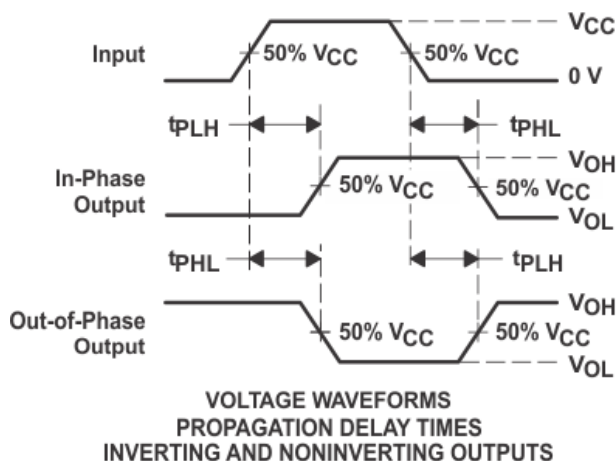 Input
50% VCC
50% VCC
VCC
0 V
tPLH
tPHL
In-Phase
Output
50% VCC
50% VCC
VOH
VOL
tPHL
tPLH
Out-of-Phase
Output
50% VCC
50% VCC
VOH
VOL
VOLTAGE WAVEFORMS
PROPAGATION DELAY TIMES
INVERTING AND NONINVERTING OUTPUTS